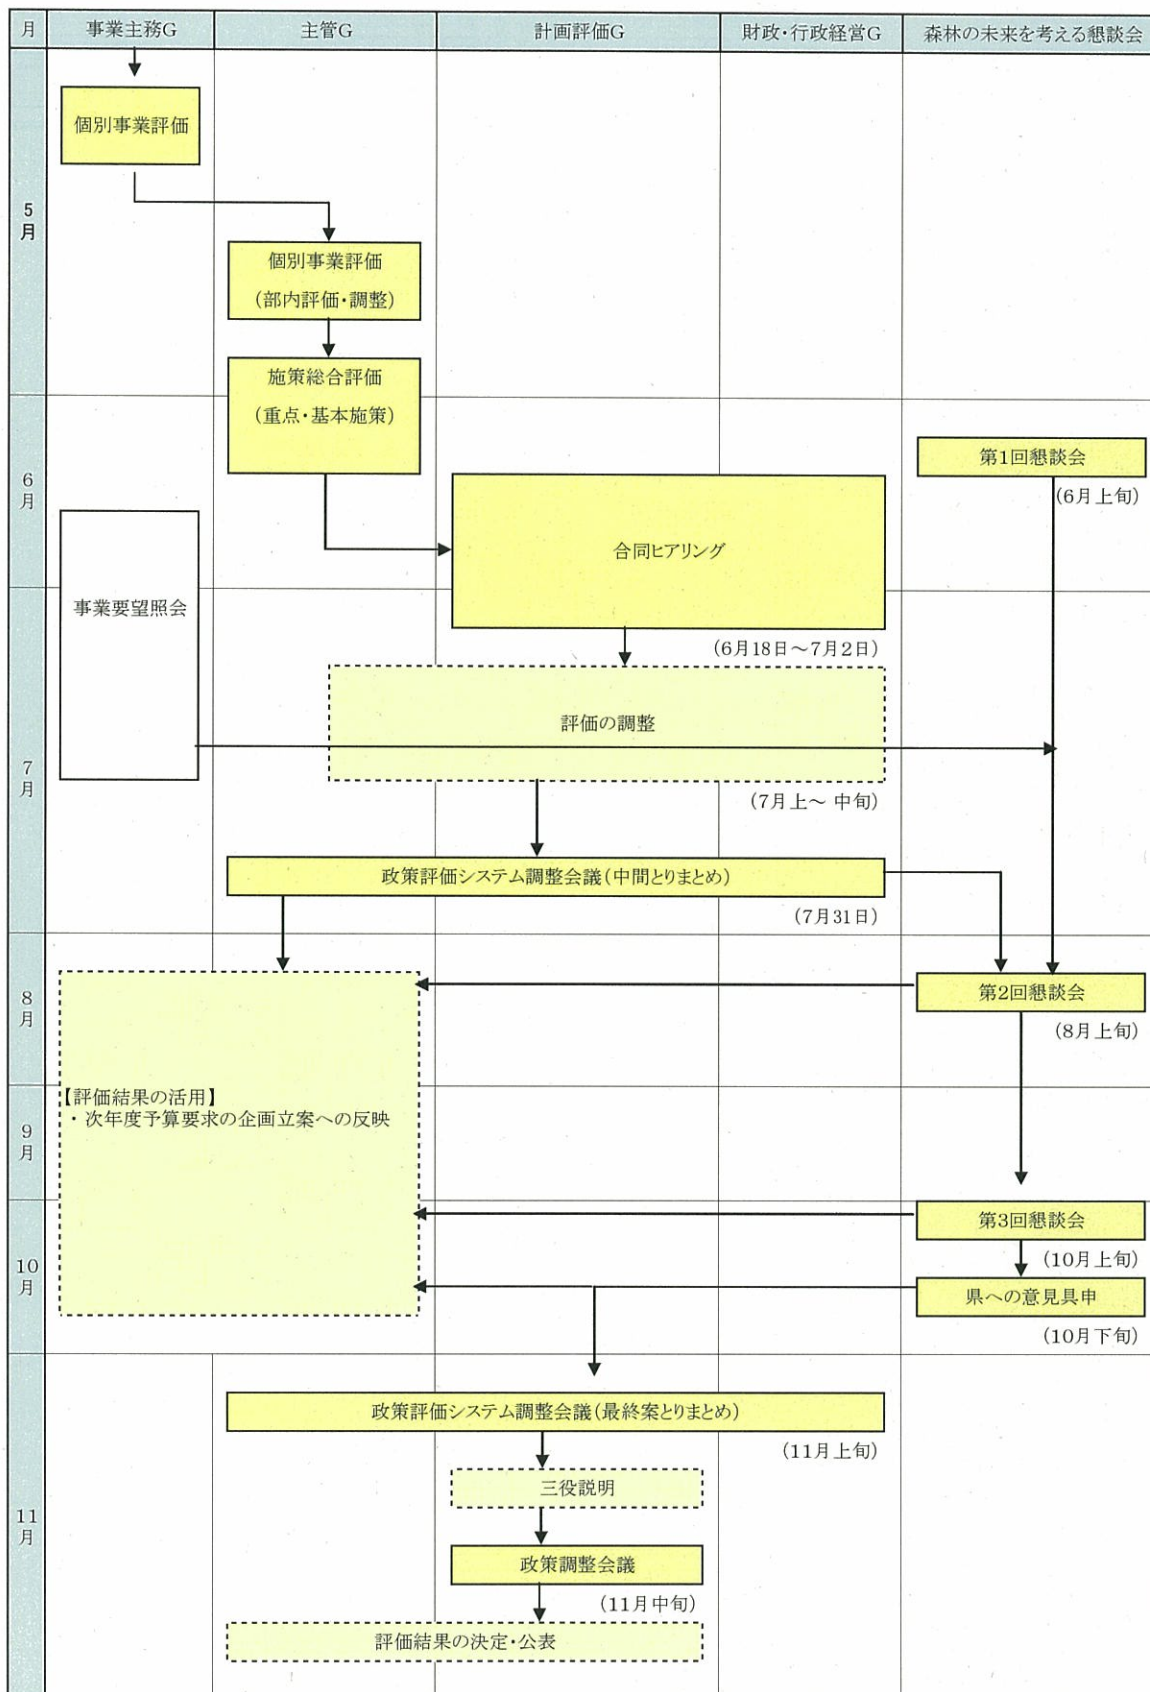 月 事業主務G 主管G 計画評価G 財政・行政経営G 森林の未来を考える懇談会
個別事業評価
5
月
個別事業評価
(部内評価・調整)
施策総合評価
(重点・基本施策)
6
月
第1回懇談会
(6月上旬)
合同ヒアリング
事業要望照会
(6月18日～7月2日)
評価の調整
7
月
(7月上～ 中旬)
政策評価システム調整会議(中間とりまとめ)
(7月31日)
8
月
第2回懇談会
(8月上旬)
【評価結果の活用】
・次年度予算要求の企画立案への反映
9
月
第3回懇談会
(10月上旬)
10
月
県への意見具申
(10月下旬)
政策評価システム調整会議(最終案とりまとめ)
(11月上旬)
三役説明
11
月
政策調整会議
(11月中旬)
評価結果の決定・公表